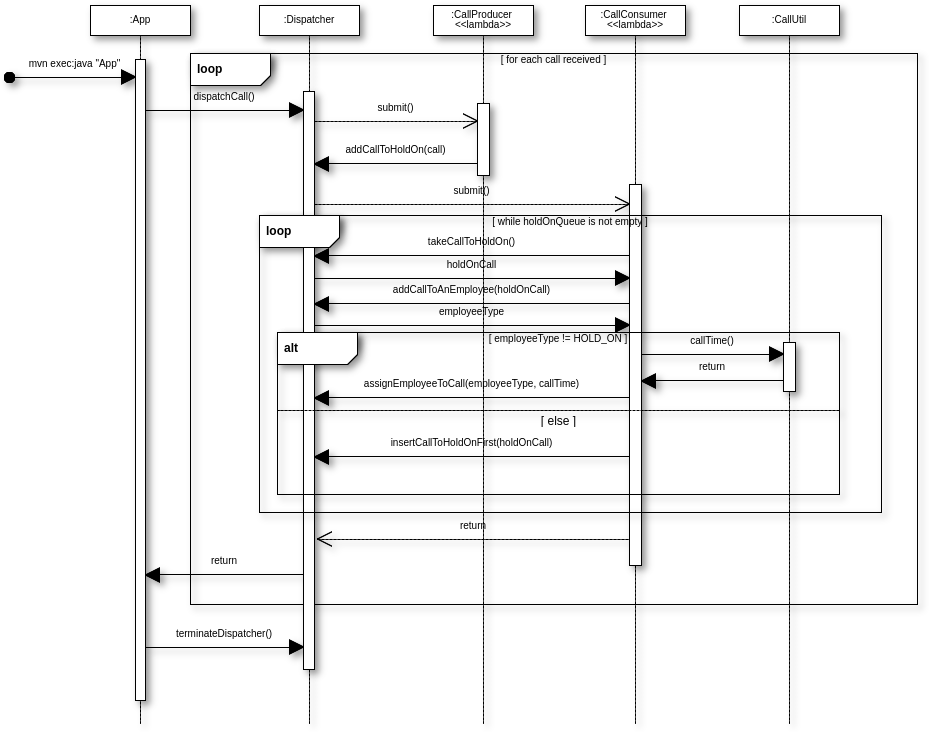 :App
:Dispatcher
:CallProducer
<<lambda>>
:CallConsumer
<<lambda>>
:CallUtil
mvn exec:java "App"
loop
[ for each call received ]
dispatchCall()
submit()
addCallToHoldOn(call)
submit()
loop
[ while holdOnQueue is not empty ]
takeCallToHoldOn()
holdOnCall
addCallToAnEmployee(holdOnCall)
employeeType
alt
[ employeeType != HOLD_ON ]
callTime()
return
assignEmployeeToCall(employeeType, callTime)
[ else ]
insertCallToHoldOnFirst(holdOnCall)
return
return
terminateDispatcher()